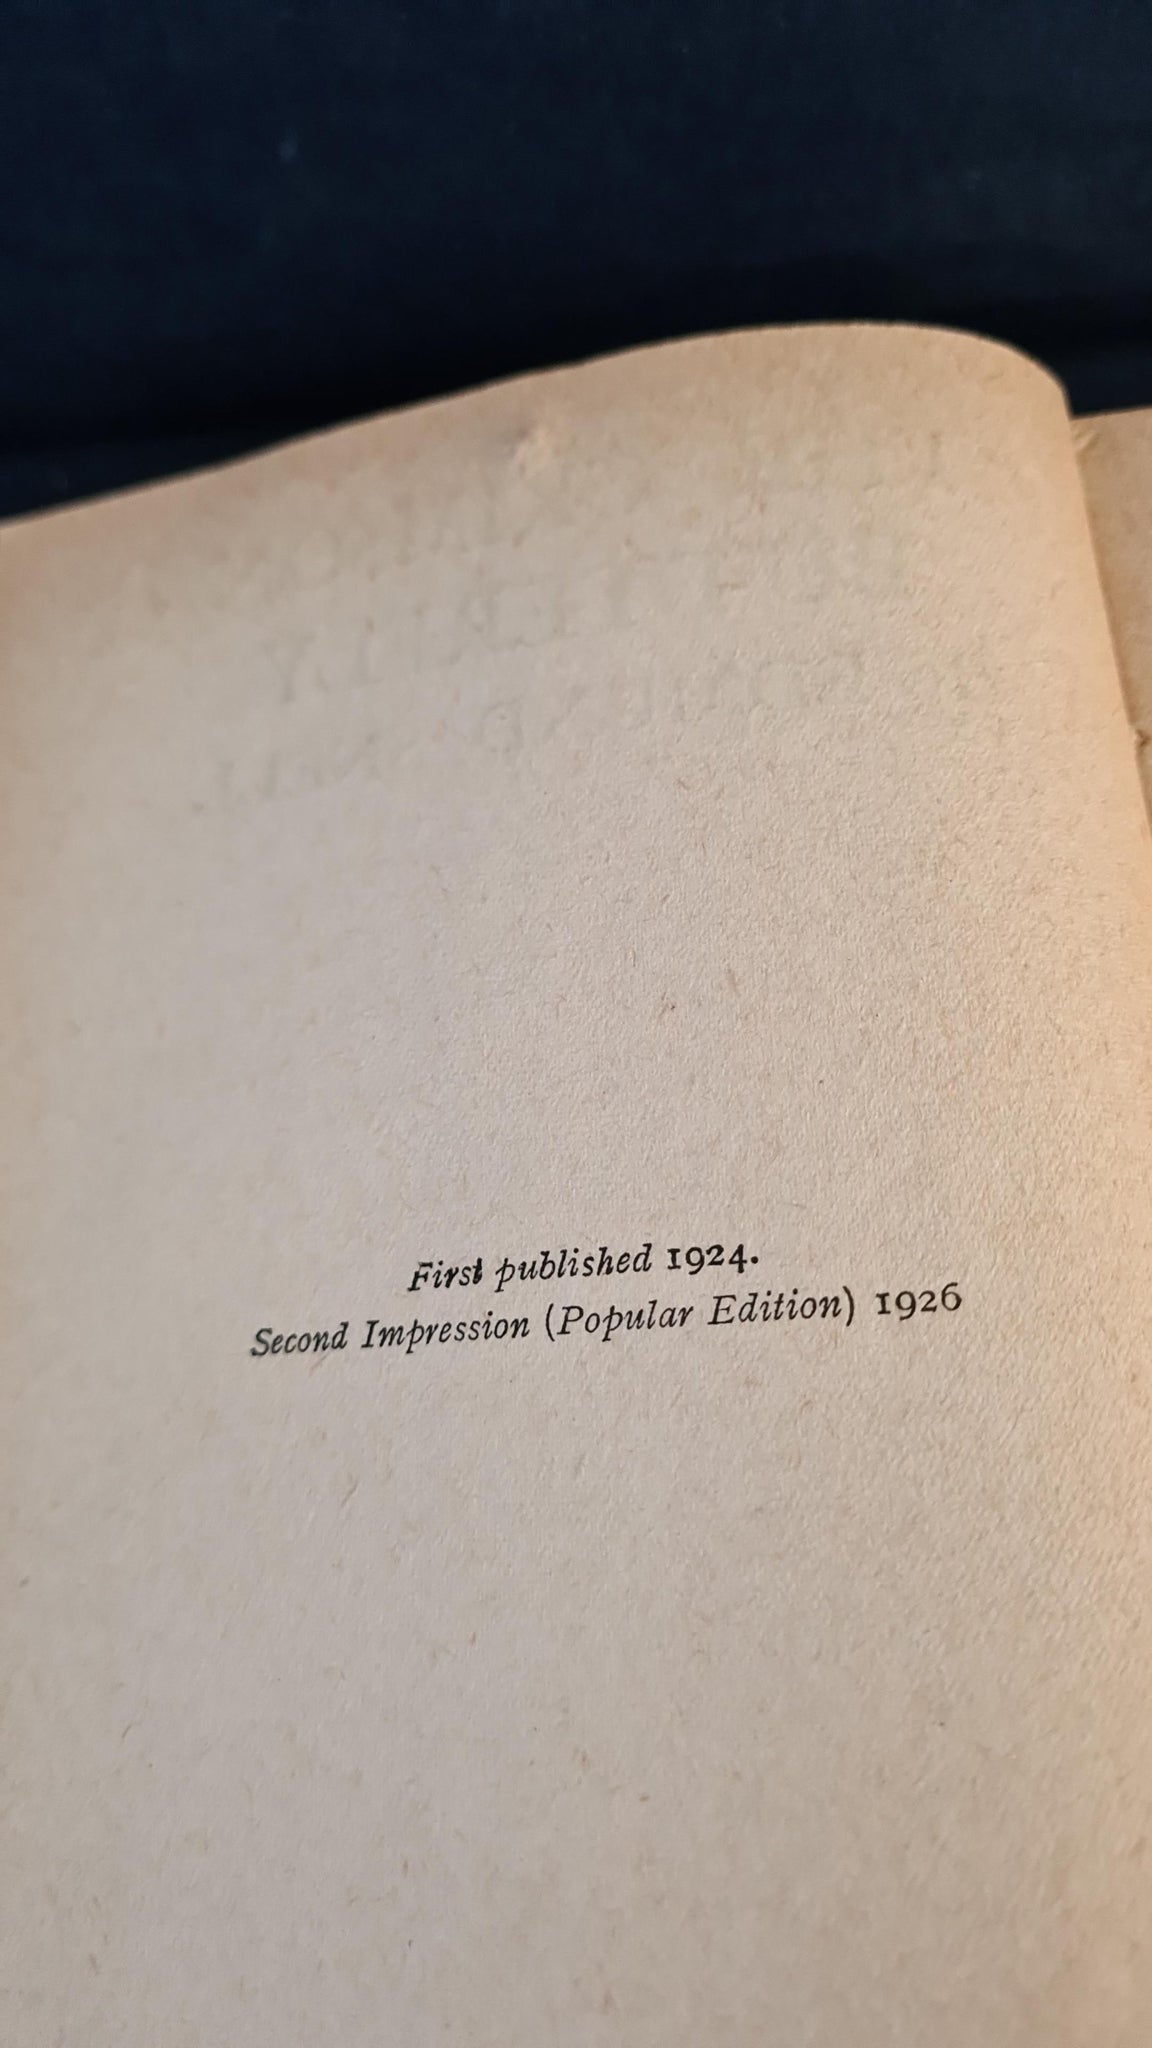 First published 1924.
Second Impression (Popular Edition) 1926